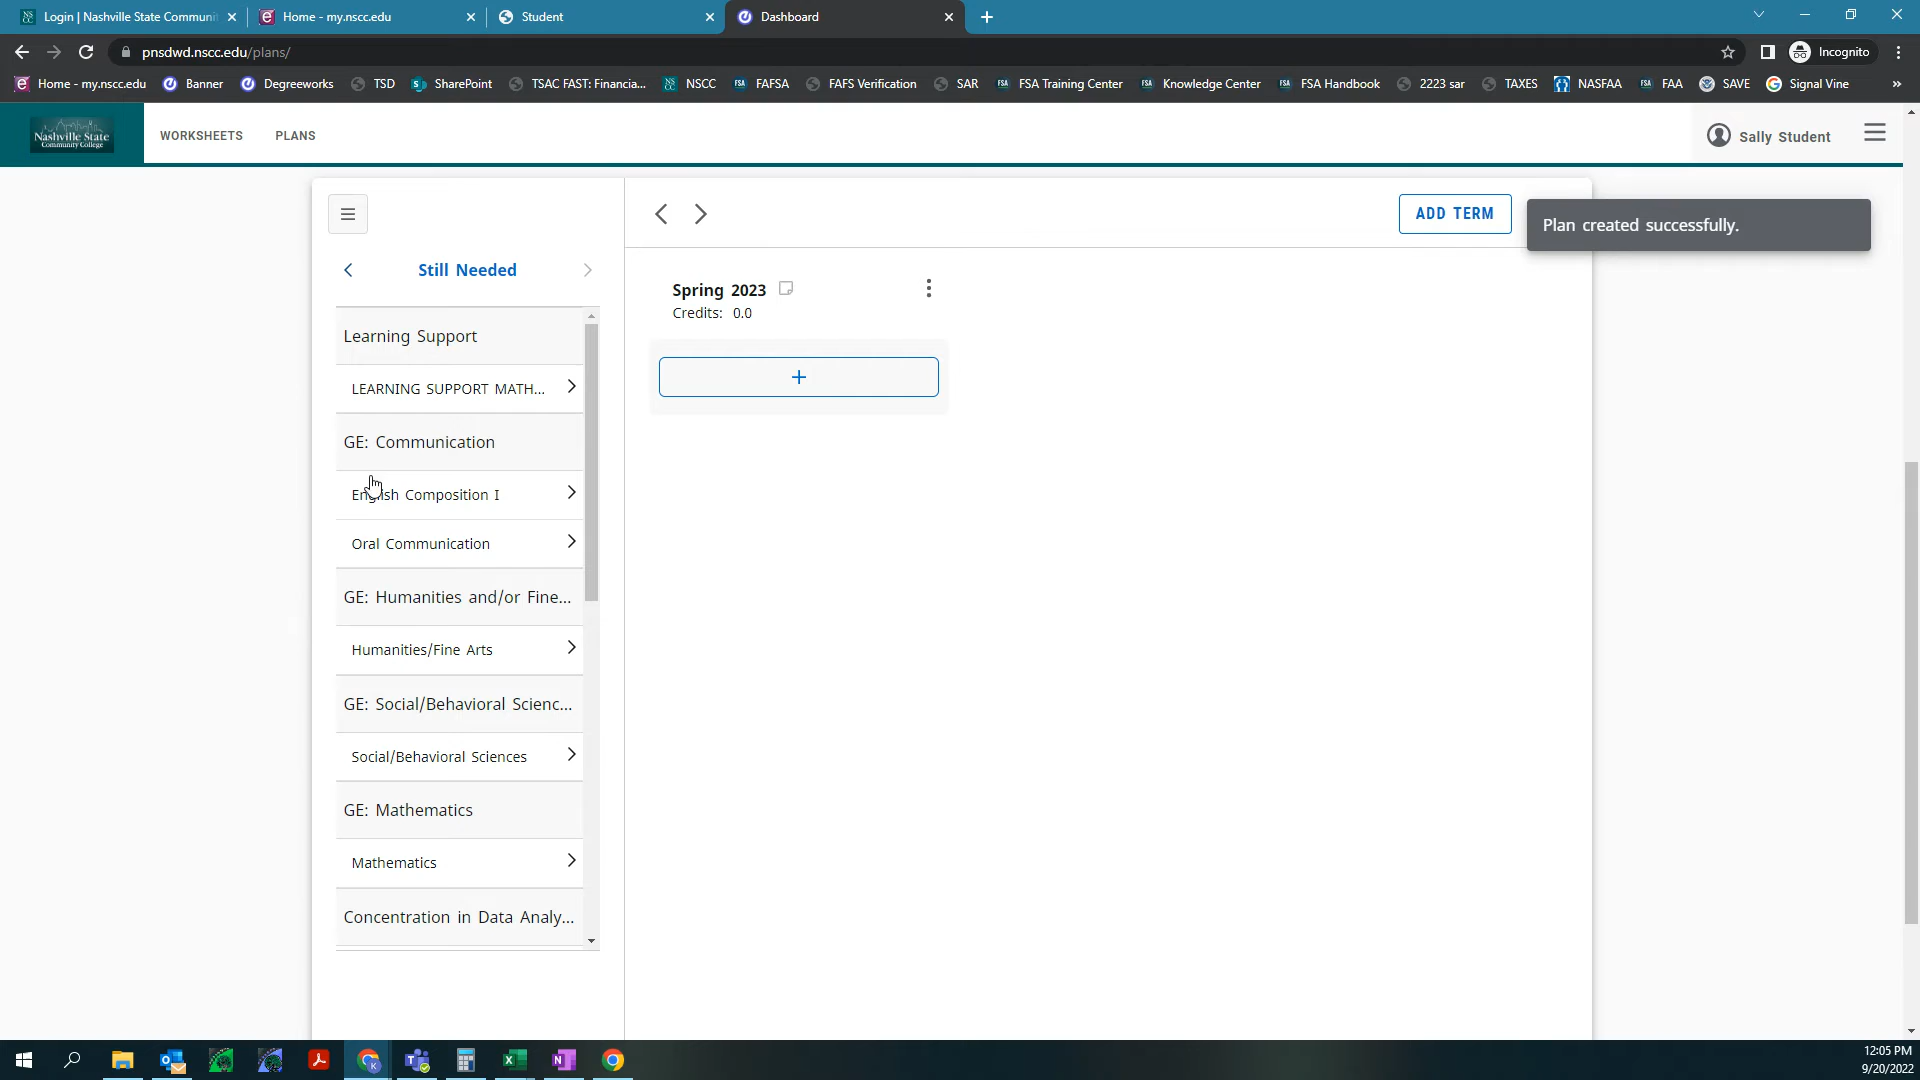 Login | Nashville State Communi
Home - my.nscc.edu
Student
Dashboard
pnsdwd.nscc.edu/plans/
Incognito
Home - my.nscc.edu
Banner
Degreeworks
TSD
SharePoint
TSAC FAST: Financia...
NSCC
FAFSA
FAFS Verification
SAR
FSA Training Center
Knowledge Center
FSA Handbook
2223 sar
TAXES
NASFAA
FAA
SAVE
Signal Vine
Nashville State
Community College
WORKSHEETS
PLANS
Sally Student
ADD TERM
Plan created successfully.
Still Needed
Learning Support
LEARNING SUPPORT MATH...
GE: Communication
English Composition I
Oral Communication
GE: Humanities and/or Fine...
Humanities/Fine Arts
GE: Social/Behavioral Scienc...
Social/Behavioral Sciences
GE: Mathematics
Mathematics
Concentration in Data Analy...
Spring 2023
Credits: 0.0
12:05 PM
9/20/2022